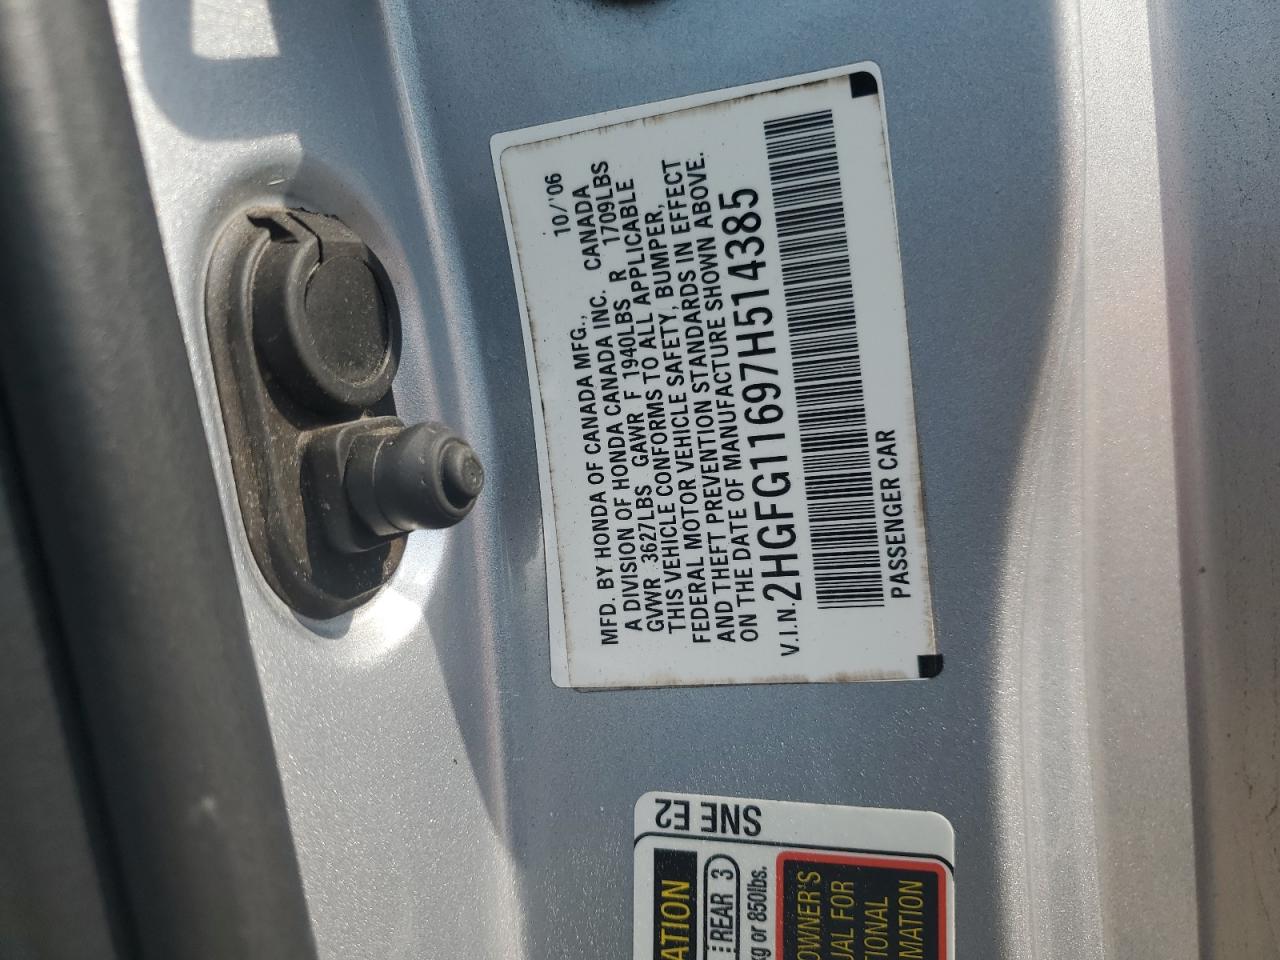 10/'06
MFD. BY HONDA OF CANADA MFG.,
A DIVISION OF HONDA CANADA INC. CANADA
GVWR 3627LBS GAWR F 1940LBS R 1709LBS
THIS VEHICLE CONFORMS TO ALL APPLICABLE
FEDERAL MOTOR VEHICLE SAFETY, BUMPER,
AND THEFT PREVENTION STANDARDS IN EFFECT
ON THE DATE OF MANUFACTURE SHOWN ABOVE.
V.I.N. 2HGFG11697H514385
PASSENGER CAR
SNE E2
ATION
REAR 3
kg or 850lbs.
OWNER'S
UAL FOR
TIONAL
MATION